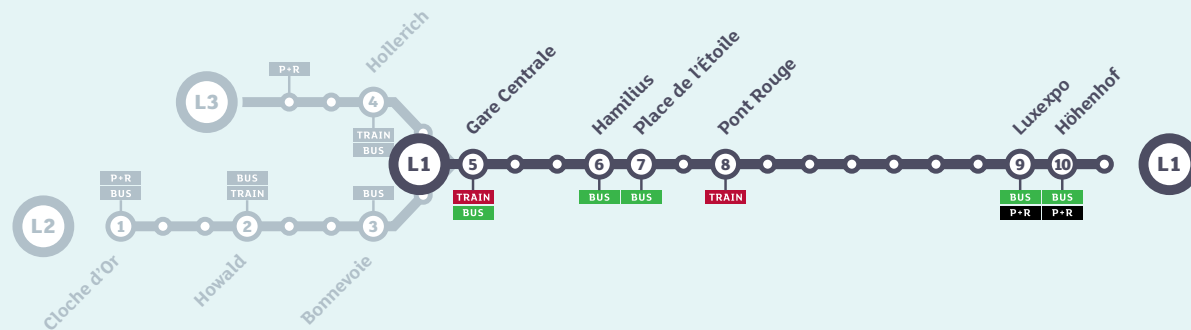 Hollerich
P+R
L3
4
TRAIN
BUS
Gare Centrale
Hamilius
Place de l'Étoile
Pont Rouge
Luxexpo
Höhenhof
L1
5
6
7
8
9
10
L1
TRAIN
BUS
BUS
BUS
TRAIN
BUS
P+R
BUS
P+R
P+R
BUS
BUS
TRAIN
BUS
L2
1
2
3
Cloche d'Or
Howald
Bonnevoie